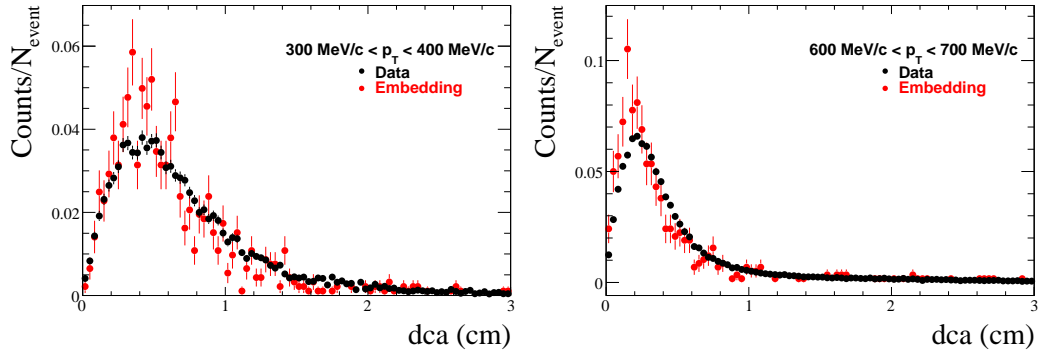 Counts/N_event
0.06
0.04
0.02
0
300 MeV/c < p_T < 400 MeV/c
Data
Embedding
0 1 2 3
dca (cm)
Counts/N_event
0.1
0.05
0
600 MeV/c < p_T < 700 MeV/c
Data
Embedding
0 1 2 3
dca (cm)